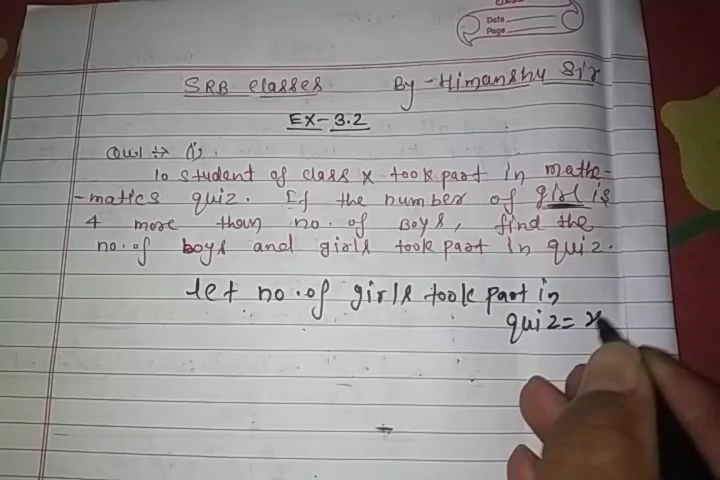 Date
Page
SRB classes By - Himanshu Sir
EX- 3.2
Qu1 (i)
10 student of class x took part in mathe-
-matics quiz. If the number of girl is
4 more than no. of Boys, find the
no. of boys and girls took part in quiz.
let no. of girls took part in
quiz = x